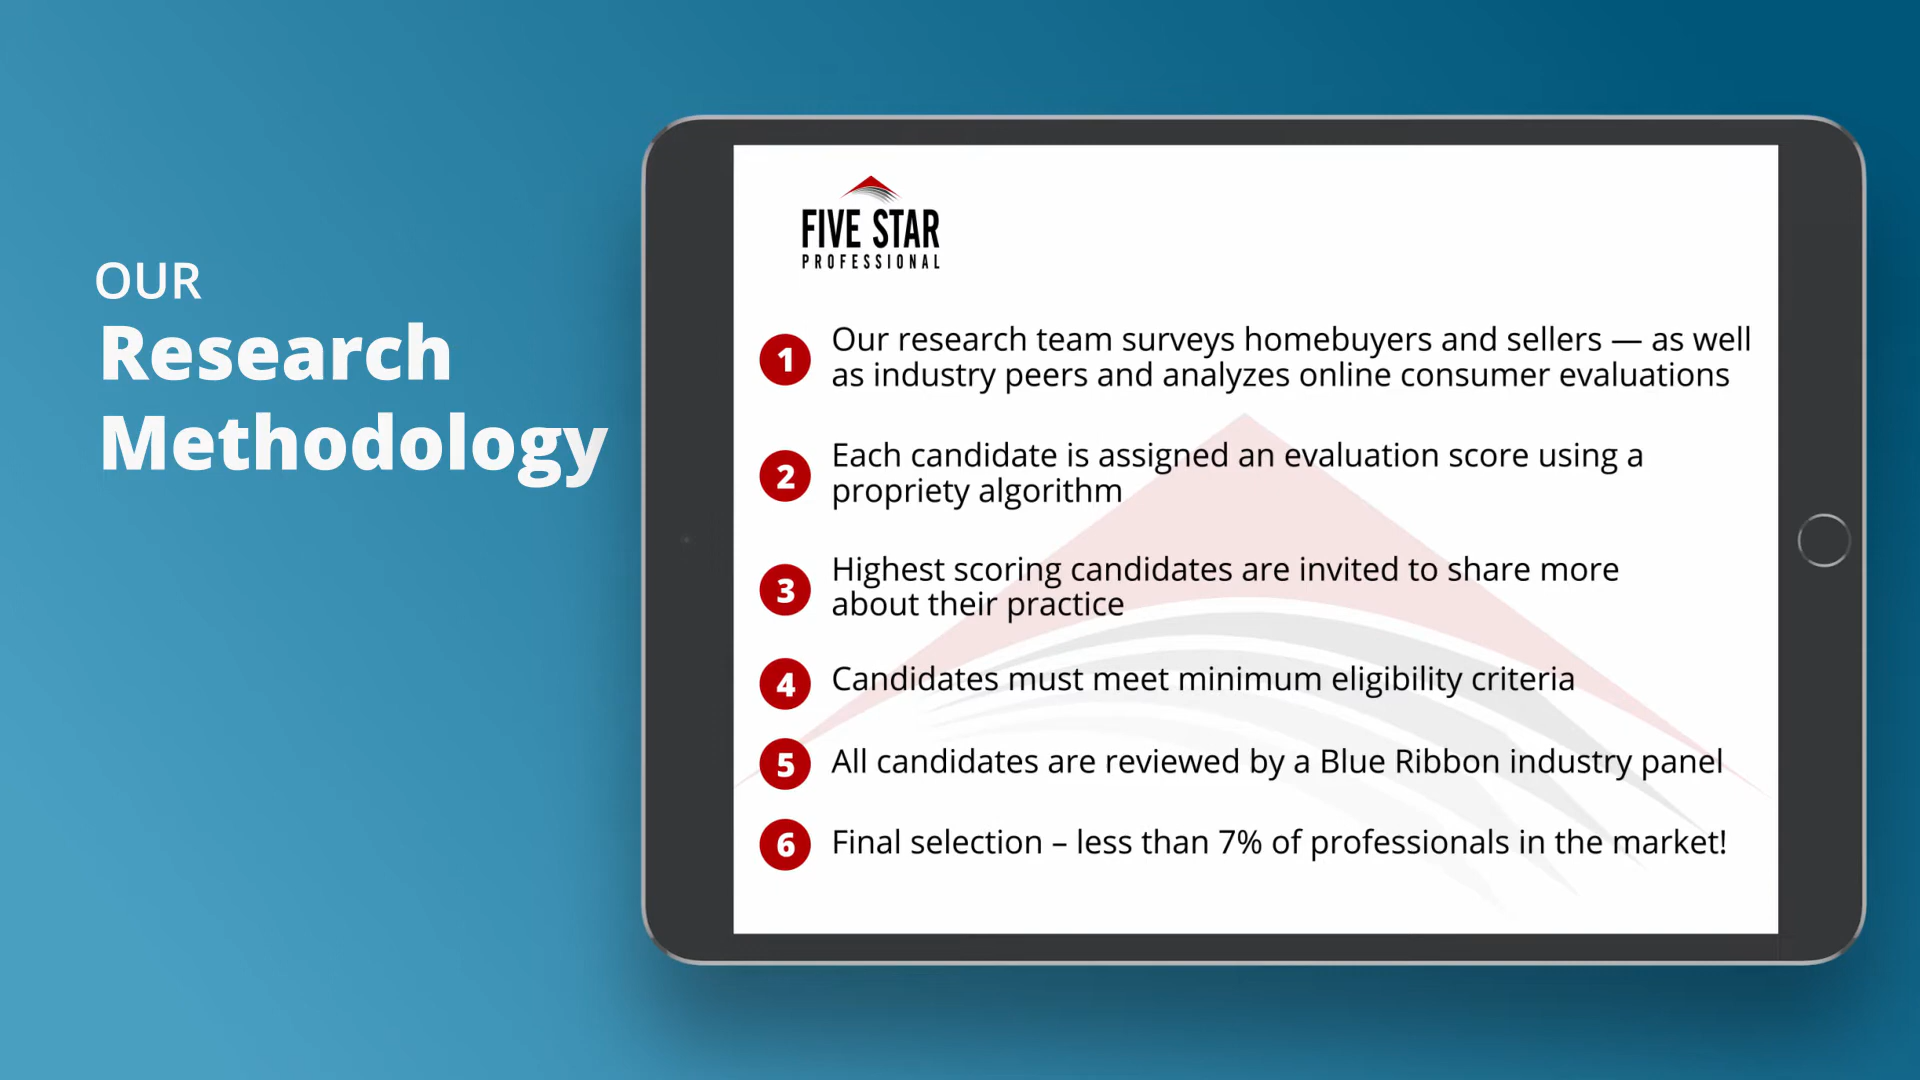 OUR
Research
Methodology
FIVE STAR
PROFESSIONAL
1 Our research team surveys homebuyers and sellers — as well
as industry peers and analyzes online consumer evaluations
2 Each candidate is assigned an evaluation score using a
propriety algorithm
3 Highest scoring candidates are invited to share more
about their practice
4 Candidates must meet minimum eligibility criteria
5 All candidates are reviewed by a Blue Ribbon industry panel
6 Final selection – less than 7% of professionals in the market!